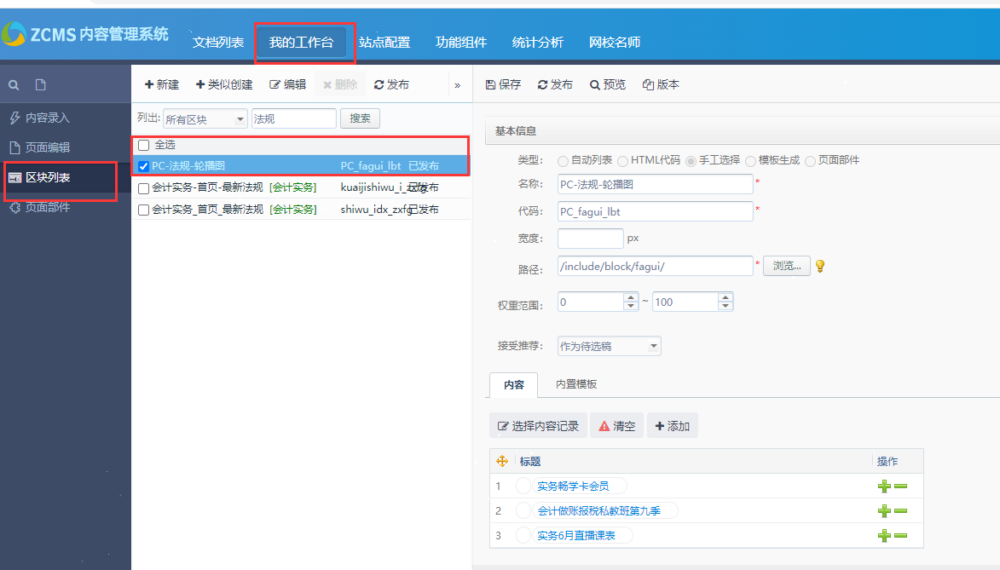 ZCMS 内容管理系统
文档列表 我的工作台 站点配置 功能组件 统计分析 网校名师
内容录入
页面编辑
区块列表
页面部件
新建 类似创建 编辑 删除 发布 »
列出: 所有区块 法规 搜索
全选
PC-法规-轮播图 PC_fagui_lbt 已发布
会计实务-首页-最新法规 [会计实务] kuaijishiwu_i_zxfg 已发布
会计实务_首页_最新法规 [会计实务] shiwu_idx_zxfg 已发布
保存 发布 预览 版本
基本信息
类型: 自动列表 HTML代码 手工选择 模板生成 页面部件
名称: PC-法规-轮播图 *
代码: PC_fagui_lbt *
宽度: px
路径: /include/block/fagui/ * 浏览...
权重范围: 0 ~ 100
接受推荐: 作为待选稿
内容 内置模板
选择内容记录 清空 添加
标题 操作
1 实务畅学卡会员
2 会计做账报税私教班第九季
3 实务6月直播课表